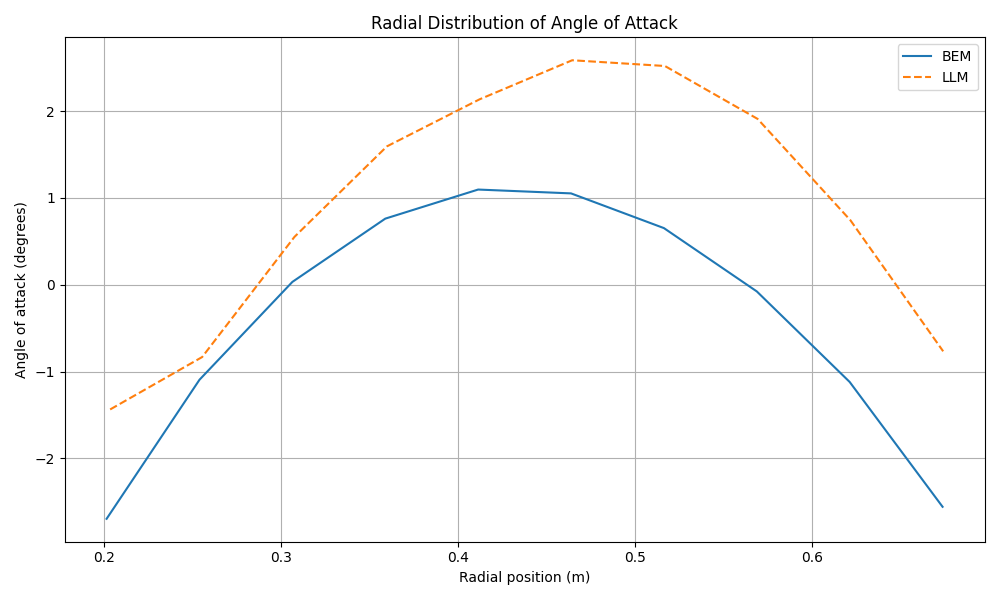 Radial Distribution of Angle of Attack
BEM
LLM
Angle of attack (degrees)
2
1
0
−1
−2
0.2 0.3 0.4 0.5 0.6
Radial position (m)